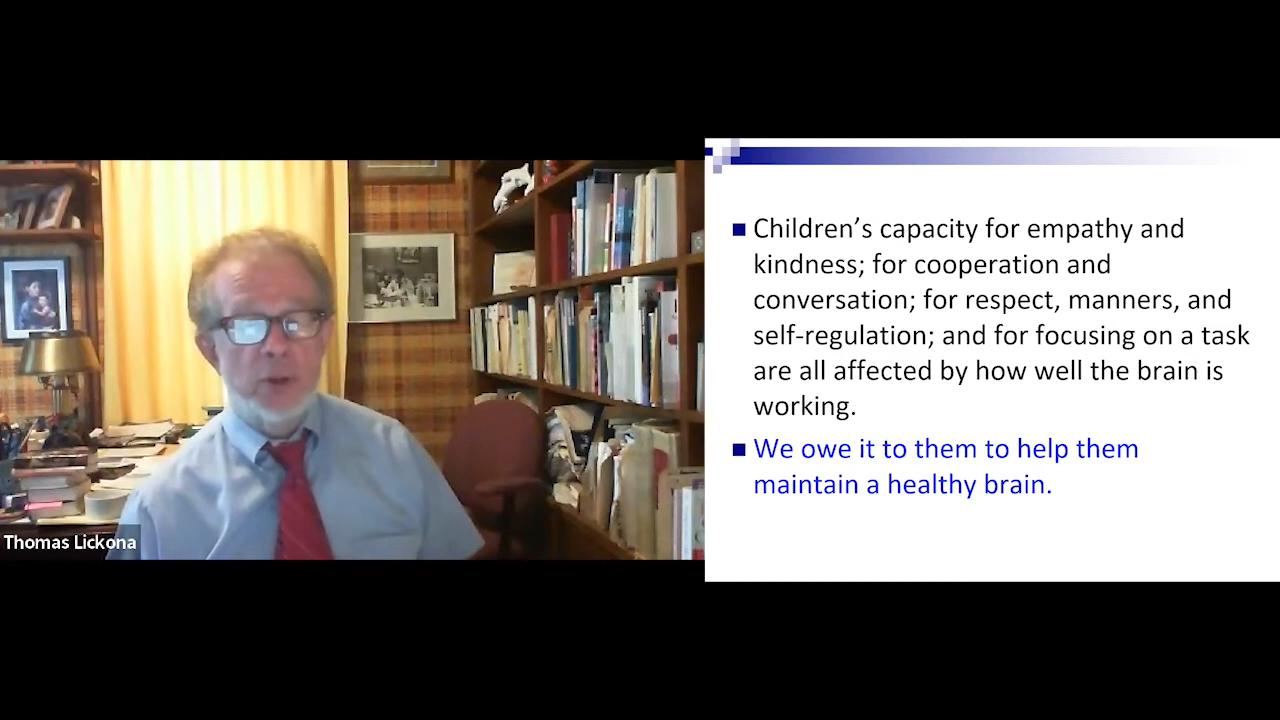 Thomas Lickona
Children’s capacity for empathy and
kindness; for cooperation and
conversation; for respect, manners, and
self-regulation; and for focusing on a task
are all affected by how well the brain is
working.
We owe it to them to help them
maintain a healthy brain.